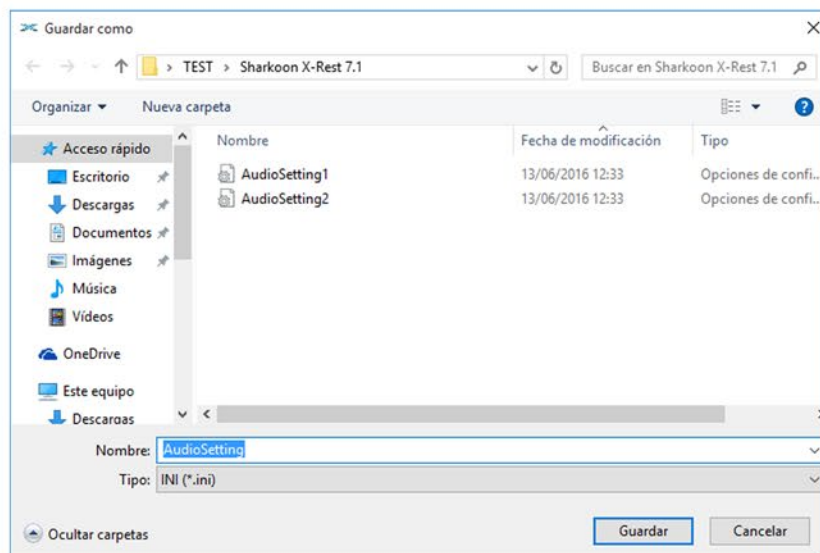 Guardar como
TEST > Sharkoon X-Rest 7.1
Buscar en Sharkoon X-Rest 7.1
Organizar
Nueva carpeta
Acceso rápido
Escritorio
Descargas
Documentos
Imágenes
Música
Vídeos
OneDrive
Este equipo
Descargas
Nombre
Fecha de modificación
Tipo
AudioSetting1
13/06/2016 12:33
Opciones de confi...
AudioSetting2
13/06/2016 12:33
Opciones de confi...
Nombre: AudioSetting
Tipo: INI (*.ini)
Ocultar carpetas
Guardar
Cancelar